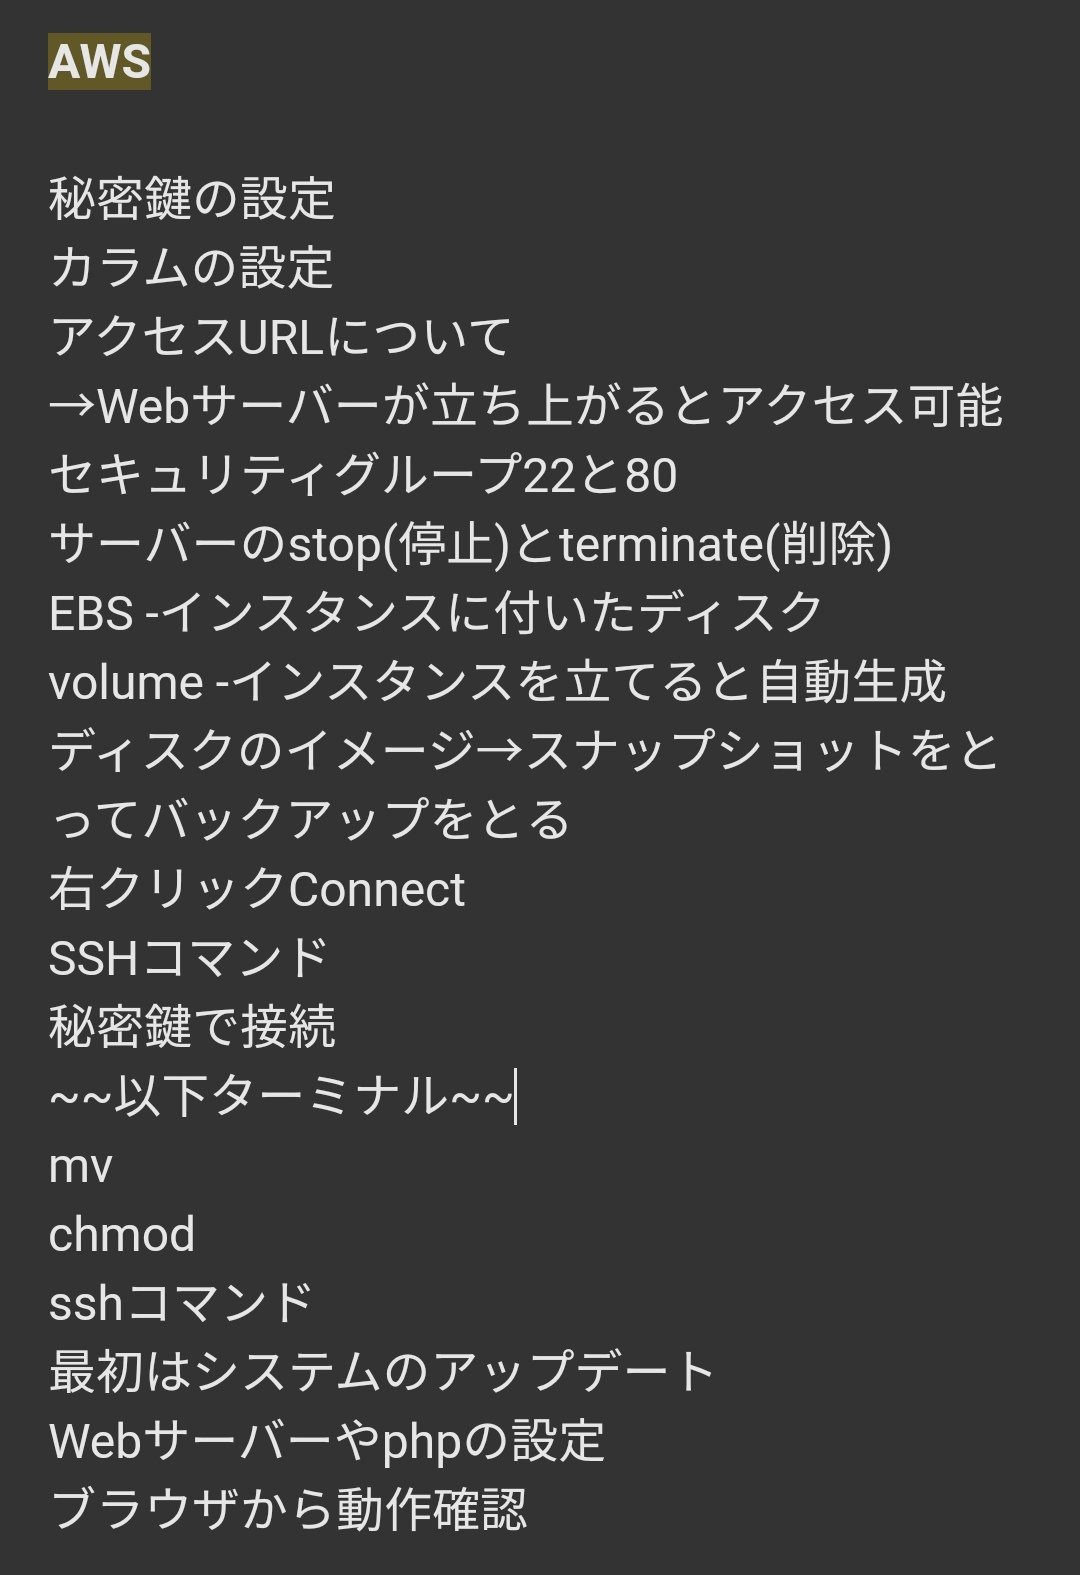 AWS
秘密鍵の設定
カラムの設定
アクセスURLについて
→Webサーバーが立ち上がるとアクセス可能
セキュリティグループ22と80
サーバーのstop(停止)とterminate(削除)
EBS -インスタンスに付いたディスク
volume -インスタンスを立てると自動生成
ディスクのイメージ→スナップショットをと
ってバックアップをとる
右クリックConnect
SSHコマンド
秘密鍵で接続
~~以下ターミナル~~
mv
chmod
sshコマンド
最初はシステムのアップデート
Webサーバーやphpの設定
ブラウザから動作確認